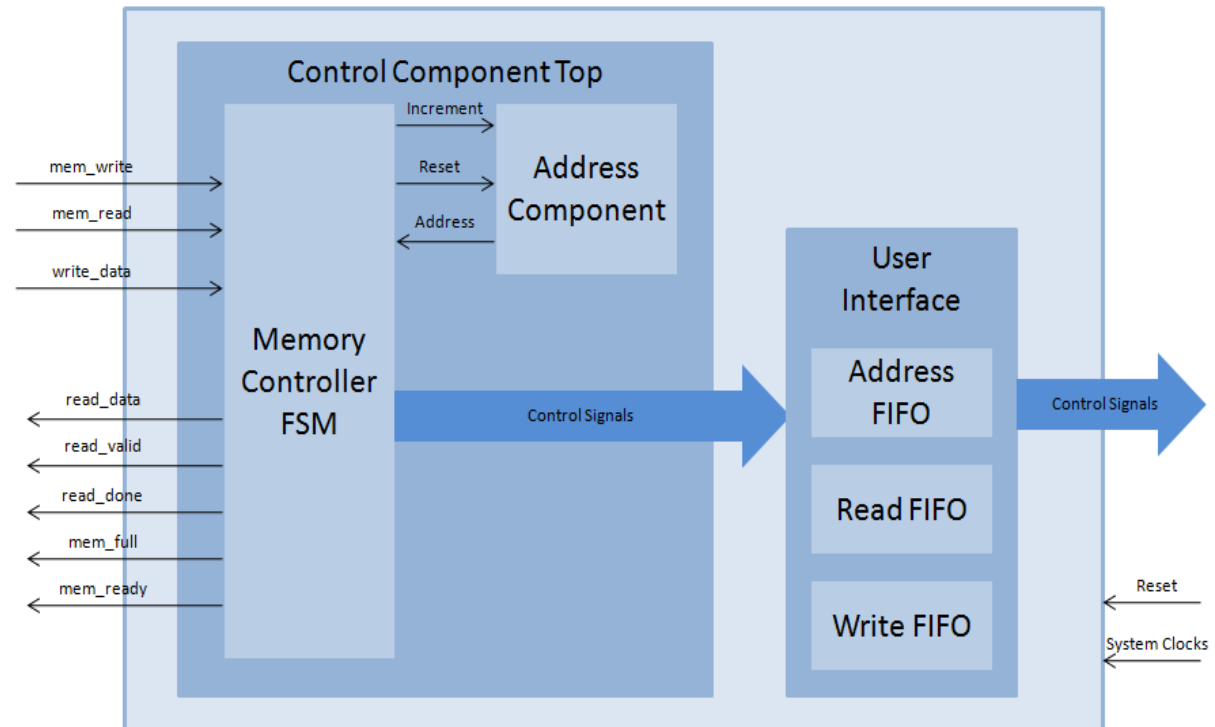 Control Component Top
Increment
Reset
Address
Address
Component
mem_write
mem_read
write_data
Memory
Controller
FSM
read_data
read_valid
read_done
mem_full
mem_ready
Control Signals
User
Interface
Address
FIFO
Read FIFO
Write FIFO
Control Signals
Reset
System Clocks